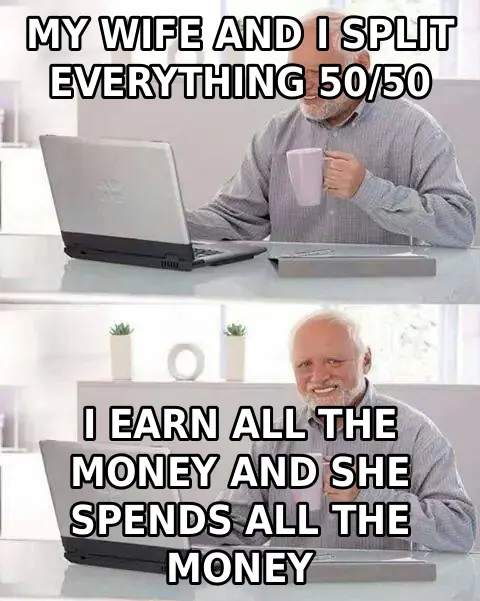 MY WIFE AND I SPLIT
EVERYTHING 50/50
I EARN ALL THE
MONEY AND SHE
SPENDS ALL THE
MONEY